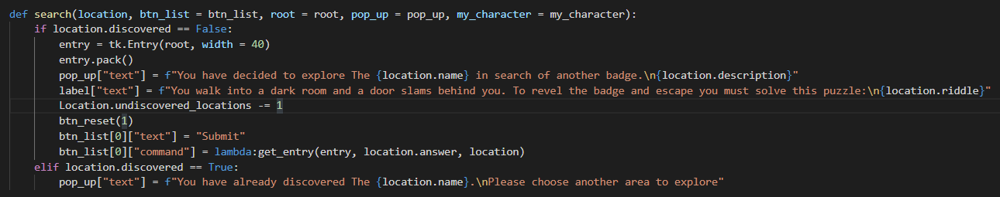 def search(location, btn_list = btn_list, root = root, pop_up = pop_up, my_character = my_character):
    if location.discovered == False:
        entry = tk.Entry(root, width = 40)
        entry.pack()
        pop_up["text"] = f"You have decided to explore The {location.name} in search of another badge.\n{location.description}"
        label["text"] = f"You walk into a dark room and a door slams behind you. To revel the badge and escape you must solve this puzzle:\n{location.riddle}"
        Location.undiscovered_locations -= 1
        btn_reset(1)
        btn_list[0]["text"] = "Submit"
        btn_list[0]["command"] = lambda:get_entry(entry, location.answer, location)
    elif location.discovered == True:
        pop_up["text"] = f"You have already discovered The {location.name}.\nPlease choose another area to explore"